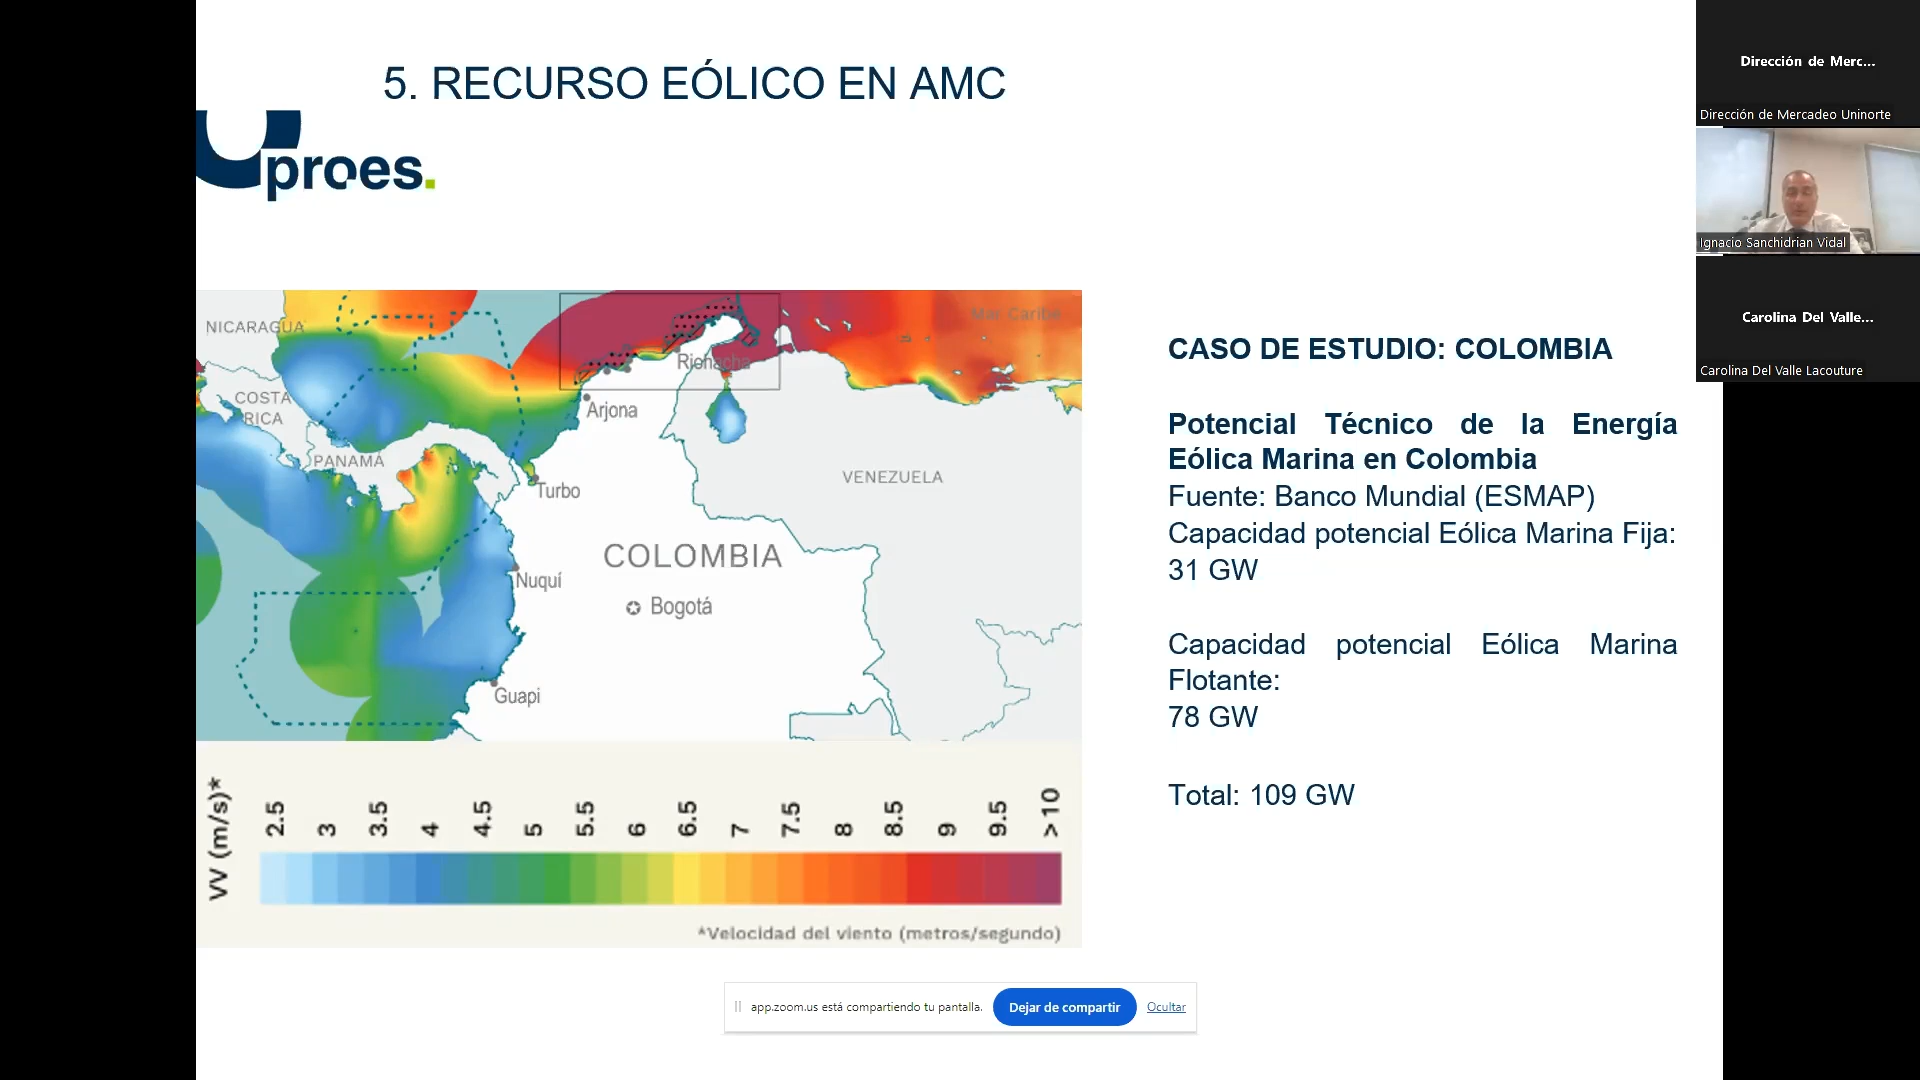 5. RECURSO EÓLICO EN AMC
proes.
NICARAGUA
COSTA
RICA
PANAMÁ
Mar Caribe
Riohacha
Arjona
Turbo
VENEZUELA
COLOMBIA
Nuquí
Bogotá
Guapi
VV (m/s)*
2.5 3 3.5 4 4.5 5 5.5 6 6.5 7 7.5 8 8.5 9 9.5 >10
*Velocidad del viento (metros/segundo)
CASO DE ESTUDIO: COLOMBIA
Potencial Técnico de la Energía
Eólica Marina en Colombia
Fuente: Banco Mundial (ESMAP)
Capacidad potencial Eólica Marina Fija:
31 GW
Capacidad potencial Eólica Marina
Flotante:
78 GW
Total: 109 GW
Dirección de Merc...
Dirección de Mercadeo Uninorte
Ignacio Sanchidrian Vidal
Carolina Del Valle...
Carolina Del Valle Lacouture
app.zoom.us está compartiendo tu pantalla.
Dejar de compartir
Ocultar